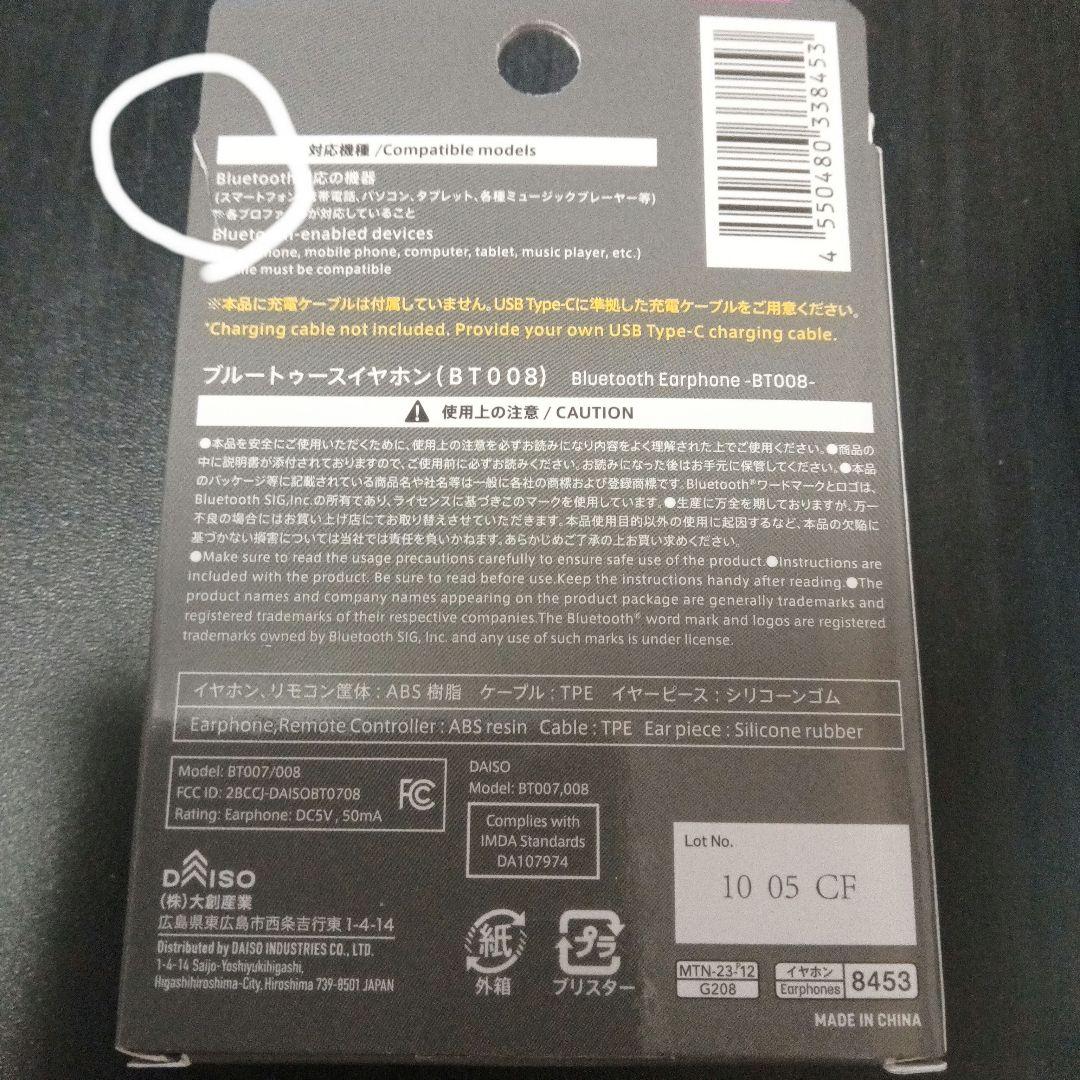 対応機種 /Compatible models
Bluetooth 応の機器
(スマートフォン 帯電話、パソコン、タブレット、各種ミュージックプレーヤー等)
各プロファ が対応していること
Bluetooth-enabled devices
one, mobile phone, computer, tablet, music player, etc.)
must be compatible
4 550480 338453
※本品に充電ケーブルは付属していません。USB Type-Cに準拠した充電ケーブルをご用意ください。
*Charging cable not included. Provide your own USB Type-C charging cable.
ブルートゥースイヤホン(BT008) Bluetooth Earphone -BT008-
使用上の注意 / CAUTION
●本品を安全にご使用いただくために、使用上の注意を必ずお読みになり内容をよく理解された上でご使用ください。●商品の
中に説明書が添付されておりますので、ご使用前に必ずお読みください。お読みになった後はお手元に保管してください。●本品
のパッケージ等に記載されている商品名や社名等は一般に各社の商標および登録商標です。Bluetooth®ワードマークとロゴは、
Bluetooth SIG,Inc.の所有であり、ライセンスに基づきこのマークを使用しています。●生産に万全を期しておりますが、万一
不良の場合にはお買い上げ店にてお取り替えさせていただきます。本品使用目的以外の使用に起因するなど、本品の欠陥に
基づかない損害については当社では責任を負いかねます。あらかじめご了承の上お買い求めください。
●Make sure to read the usage precautions carefully to ensure safe use of the product.●Instructions are
included with the product. Be sure to read before use.Keep the instructions handy after reading.●The
product names and company names appearing on the product package are generally trademarks and
registered trademarks of their respective companies.The Bluetooth® word mark and logos are registered
trademarks owned by Bluetooth SIG, Inc. and any use of such marks is under license.
イヤホン、リモコン筐体：ABS 樹脂 ケーブル：TPE イヤーピース：シリコーンゴム
Earphone,Remote Controller : ABS resin Cable : TPE Ear piece : Silicone rubber
Model: BT007/008
FCC ID: 2BCCJ-DAISOBT0708
Rating: Earphone: DC5V , 50mA
FC
DAISO
Model: BT007,008
Complies with
IMDA Standards
DA107974
Lot No.
10 05 CF
DAISO
(株)大創産業
広島県東広島市西条吉行東1-4-14
Distributed by DAISO INDUSTRIES CO., LTD.
1-4-14 Saijo-Yoshiyukihigashi,
Higashihiroshima-City, Hiroshima 739-8501 JAPAN
紙
外箱
プラ
ブリスター
MTN-23-P12
G208
イヤホン
Earphones
8453
MADE IN CHINA